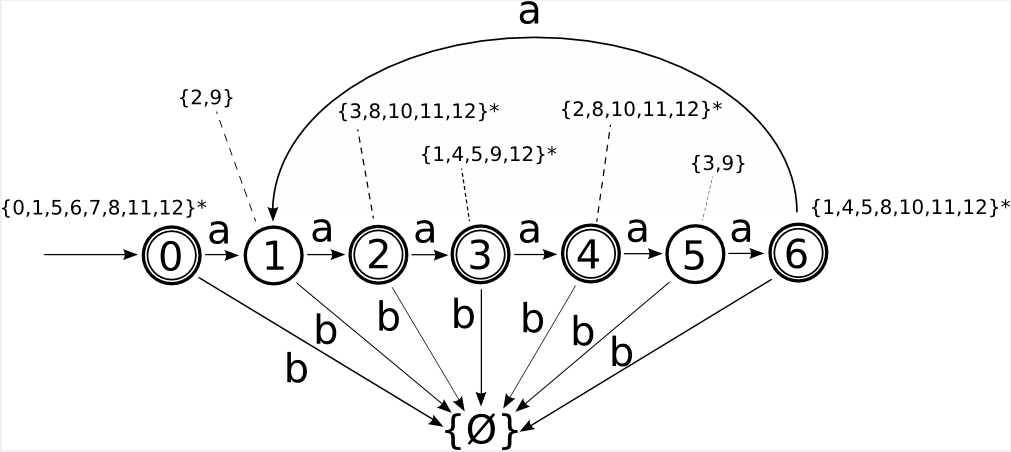 a
{2,9}
{3,8,10,11,12}*
{2,8,10,11,12}*
{1,4,5,9,12}*
{3,9}
{0,1,5,6,7,8,11,12}*
{1,4,5,8,10,11,12}*
0 a 1 a 2 a 3 a 4 a 5 a 6
b b b b b b b
{Ø}